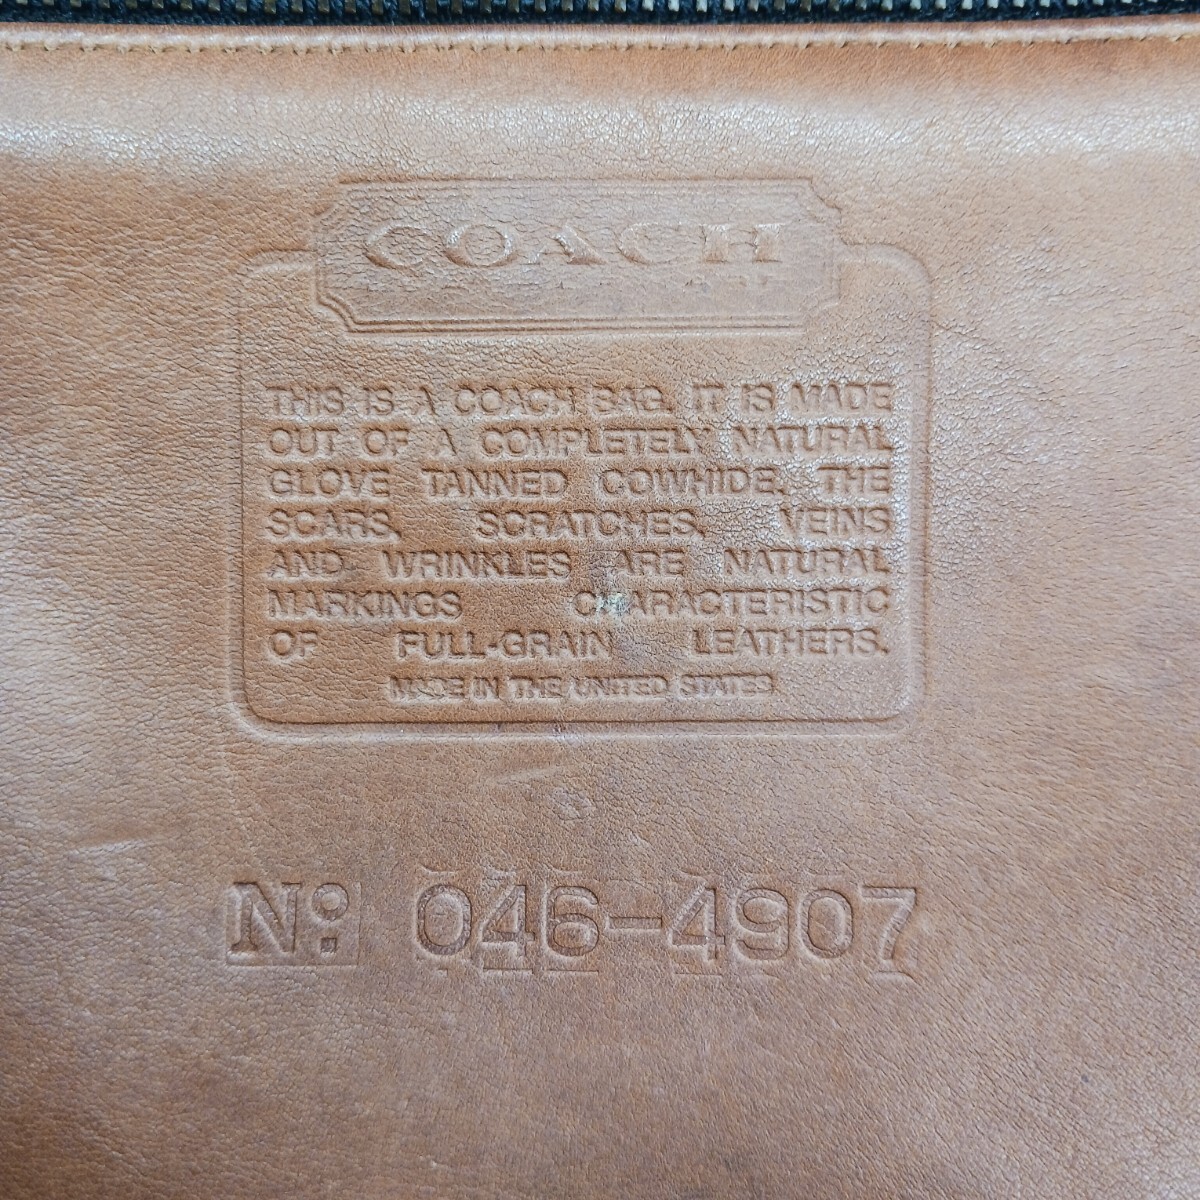 COACH
THIS IS A COACH BAG. IT IS MADE
OUT OF A COMPLETELY NATURAL
GLOVE TANNED COWHIDE. THE
SCARS, SCRATCHES, VEINS
AND WRINKLES ARE NATURAL
MARKINGS CHARACTERISTIC
OF FULL-GRAIN LEATHERS.
MADE IN THE UNITED STATES.
Nº 046-4907